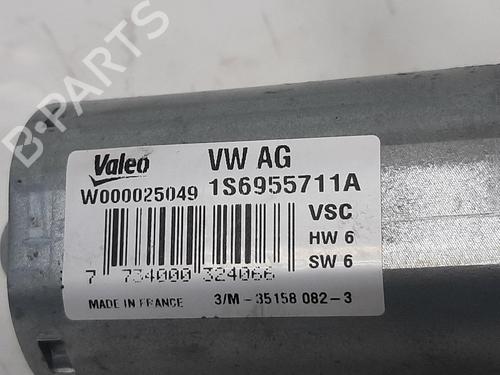 B-PARTS
Valeo
VW AG
W000025049
1S6955711A
VSC
HW 6
SW 6
7 734000 324066
MADE IN FRANCE
3/M - 35158 082-3
B-PARTS